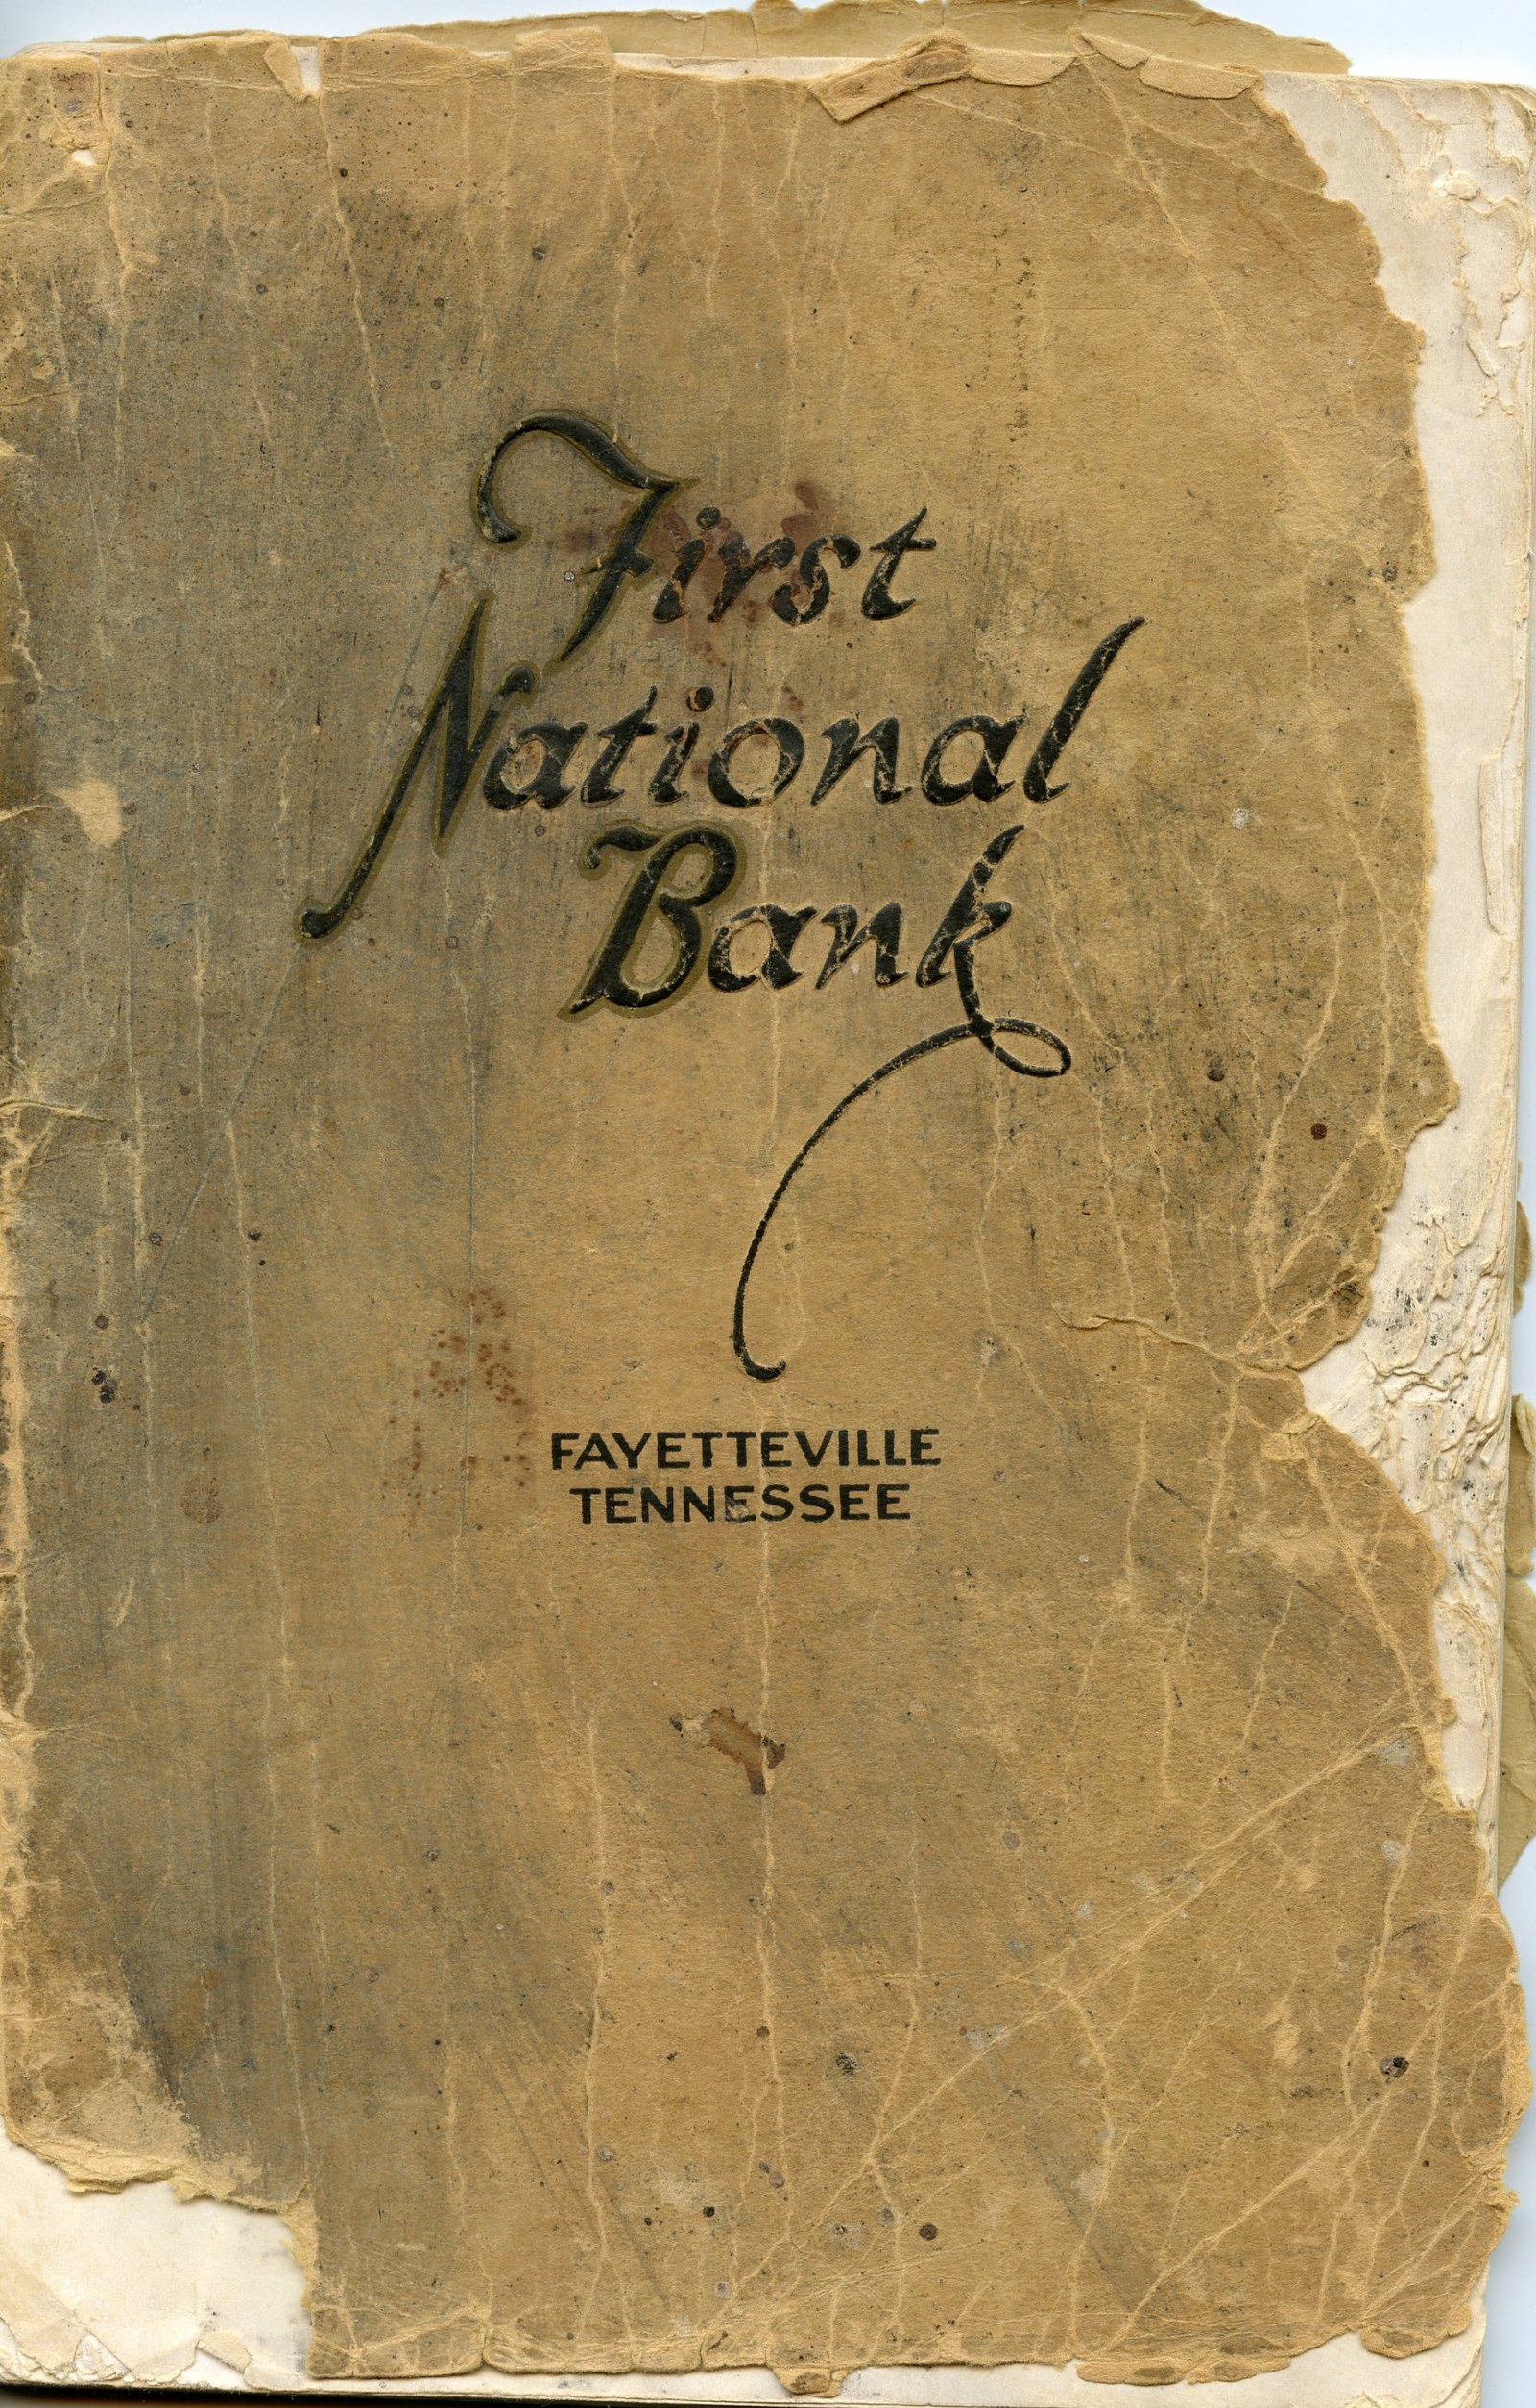 First
National
Bank
FAYETTEVILLE
TENNESSEE